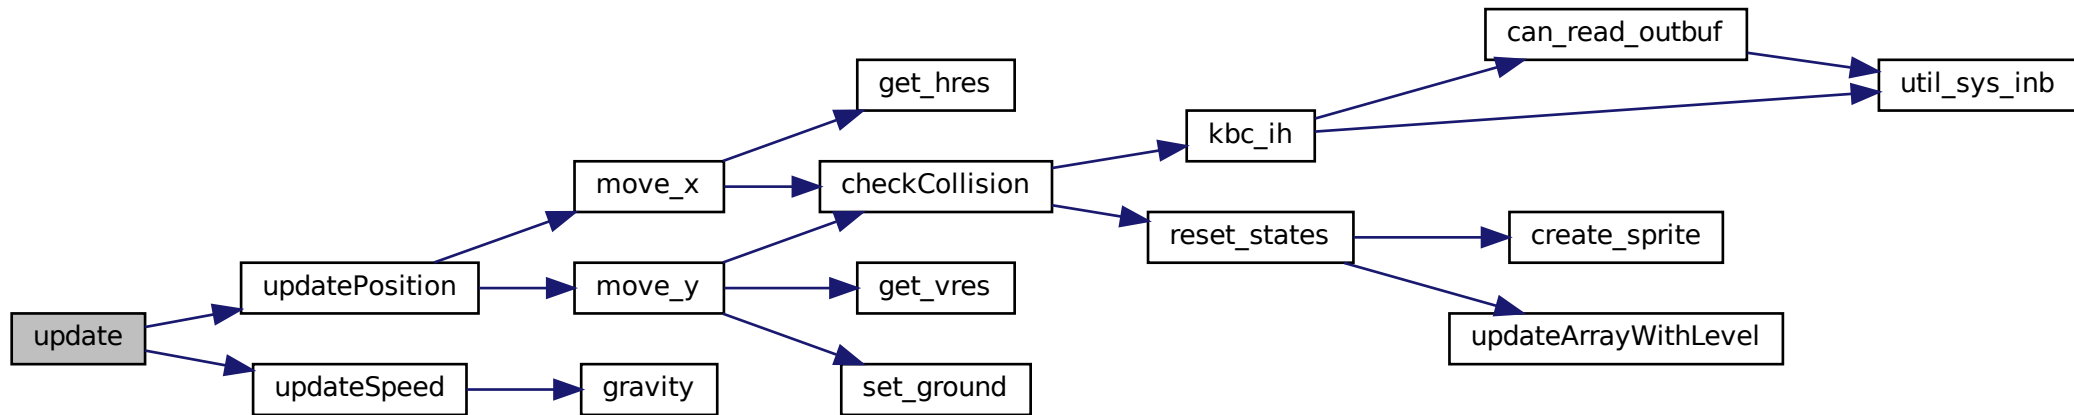 can_read_outbuf
get_hres
util_sys_inb
kbc_ih
move_x
checkCollision
reset_states
create_sprite
updatePosition
move_y
get_vres
update
updateArrayWithLevel
updateSpeed
gravity
set_ground